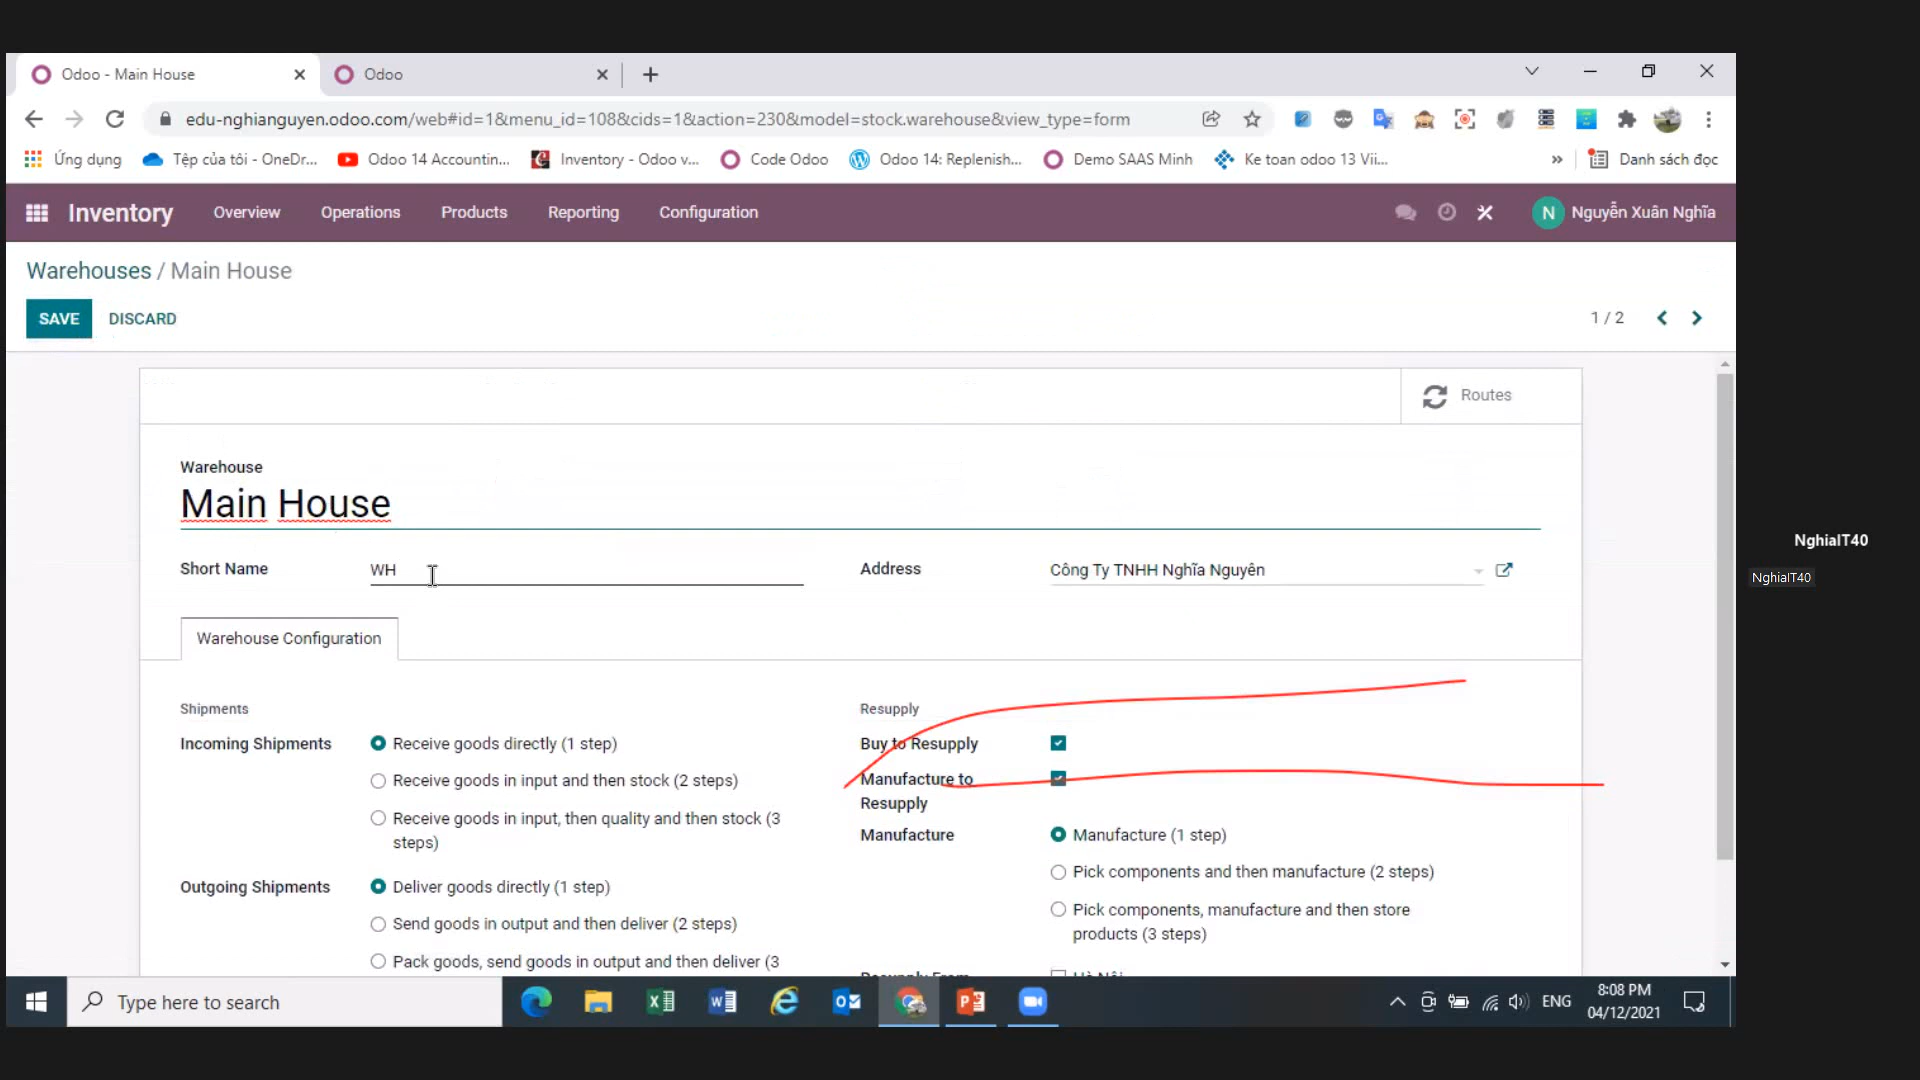 Odoo - Main House
Odoo
edu-nghianguyen.odoo.com/web#id=1&menu_id=108&cids=1&action=230&model=stock.warehouse&view_type=form
Ứng dụng
Tệp của tôi - OneDr...
Odoo 14 Accountin...
Inventory - Odoo v...
Code Odoo
Odoo 14: Replenish...
Demo SAAS Minh
Ke toan odoo 13 Vii...
»
Danh sách đọc
Inventory
Overview
Operations
Products
Reporting
Configuration
N
Nguyễn Xuân Nghĩa
Warehouses / Main House
SAVE
DISCARD
1 / 2
Routes
Warehouse
Main House
Short Name
WH
Address
Công Ty TNHH Nghĩa Nguyên
Warehouse Configuration
Shipments
Incoming Shipments
Receive goods directly (1 step)
Receive goods in input and then stock (2 steps)
Receive goods in input, then quality and then stock (3
steps)
Outgoing Shipments
Deliver goods directly (1 step)
Send goods in output and then deliver (2 steps)
Pack goods, send goods in output and then deliver (3
Resupply
Buy to Resupply
Manufacture to
Resupply
Manufacture
Manufacture (1 step)
Pick components and then manufacture (2 steps)
Pick components, manufacture and then store
products (3 steps)
Resupply From
Hà Nội
NghiaIT40
NghiaIT40
Type here to search
ENG
8:08 PM
04/12/2021